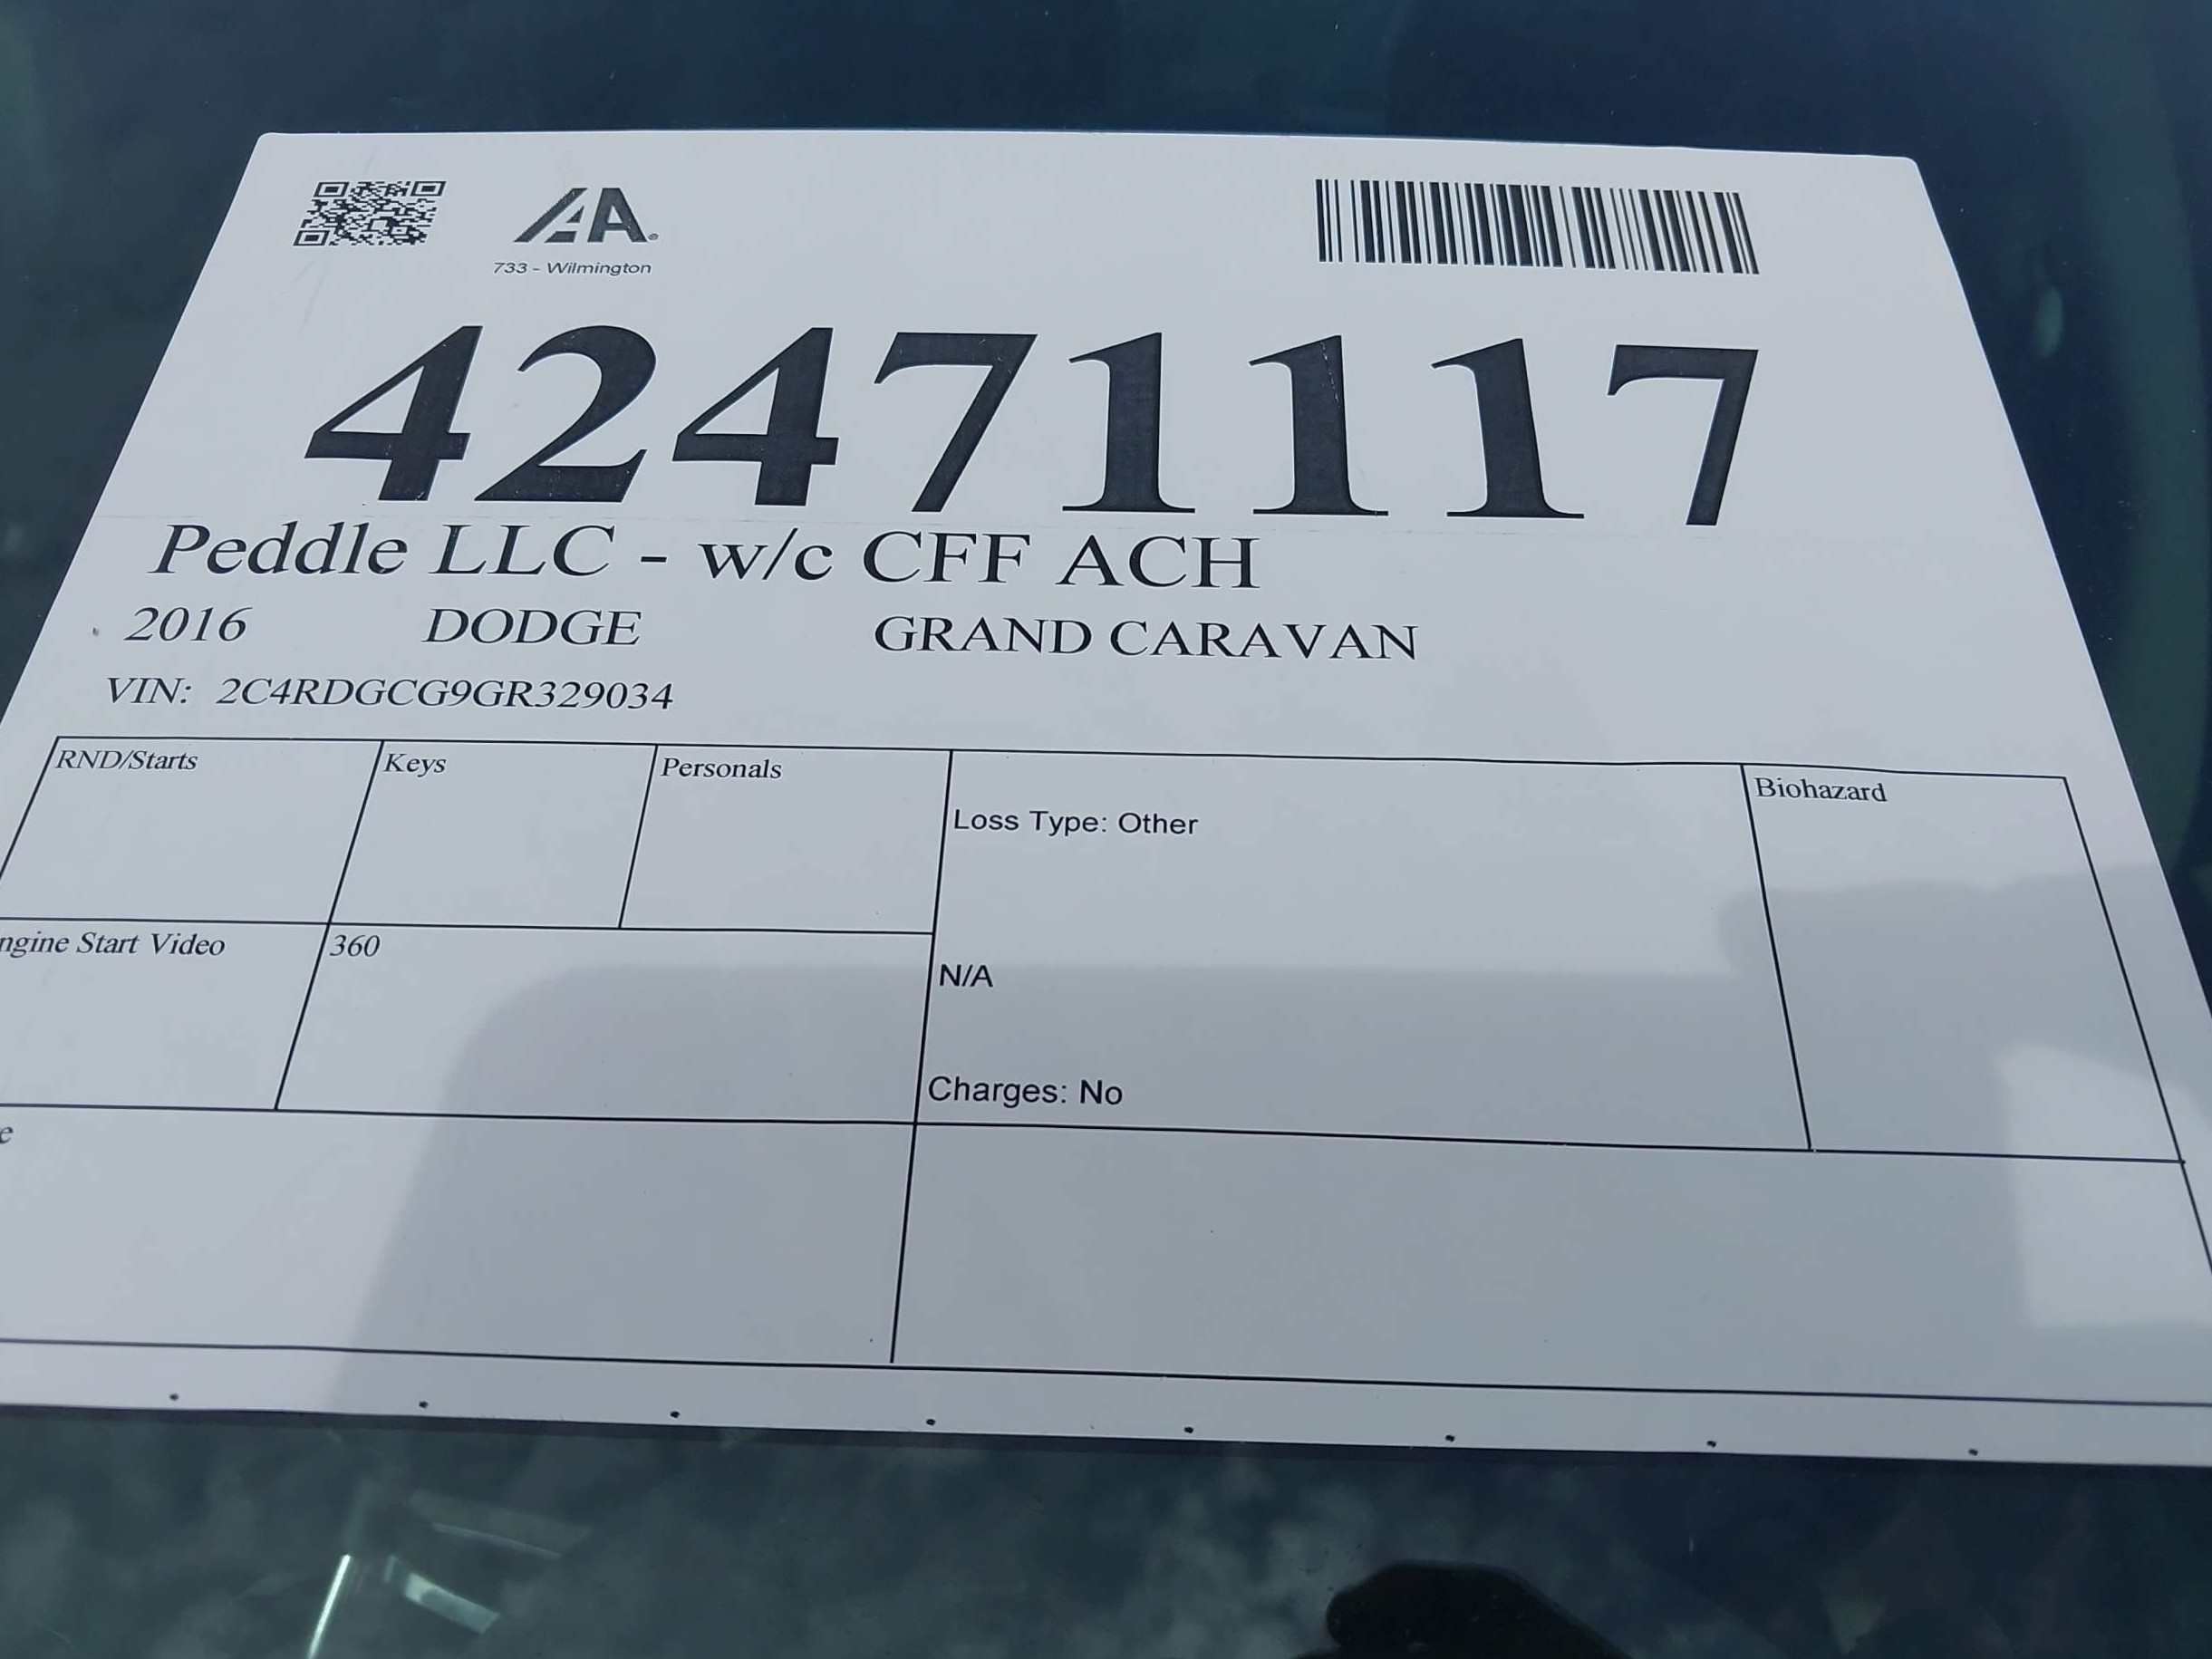 IAA
733 - Wilmington
42471117
Peddle LLC - w/c CFF ACH
2016 DODGE GRAND CARAVAN
VIN: 2C4RDGCG9GR329034
RND/Starts Keys Personals Biohazard
Loss Type: Other
ngine Start Video 360
N/A
Charges: No
e